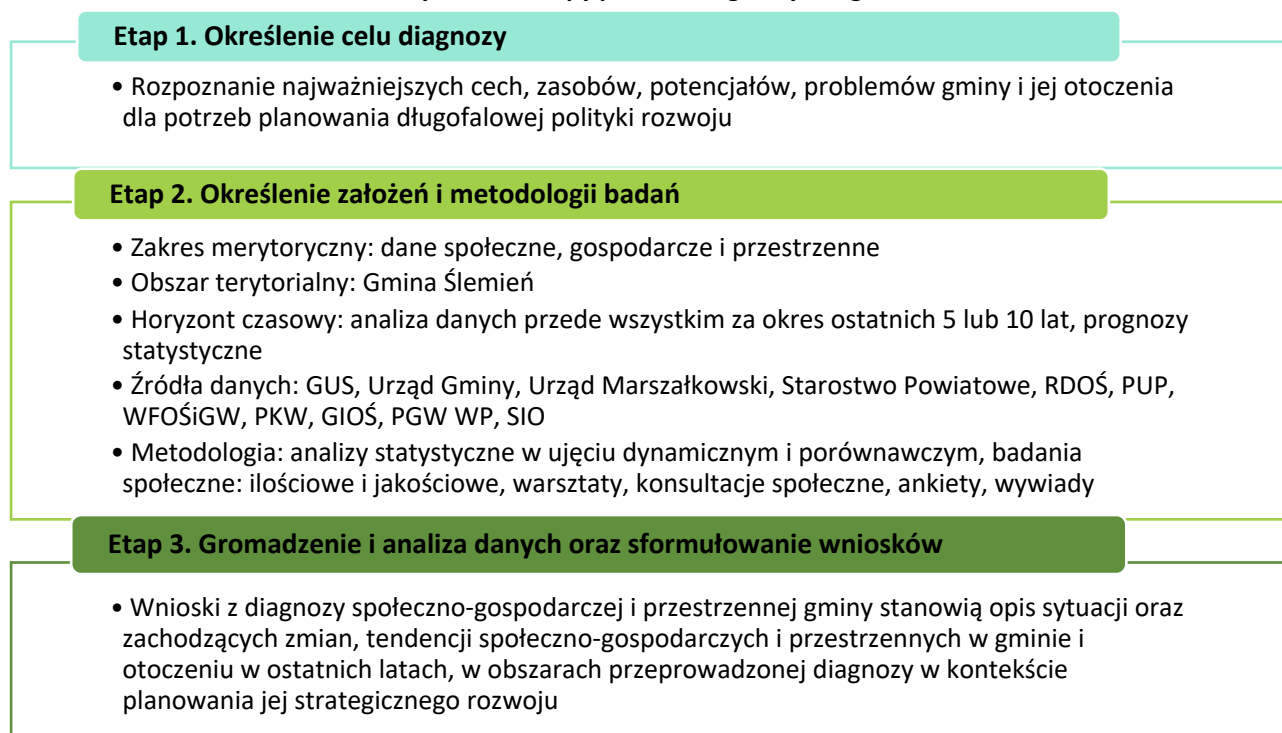 Etap 1. Określenie celu diagnozy
• Rozpoznanie najważniejszych cech, zasobów, potencjałów, problemów gminy i jej otoczenia
dla potrzeb planowania długofalowej polityki rozwoju
Etap 2. Określenie założeń i metodologii badań
• Zakres merytoryczny: dane społeczne, gospodarcze i przestrzenne
• Obszar terytorialny: Gmina Ślemień
• Horyzont czasowy: analiza danych przede wszystkim za okres ostatnich 5 lub 10 lat, prognozy
statystyczne
• Źródła danych: GUS, Urząd Gminy, Urząd Marszałkowski, Starostwo Powiatowe, RDOŚ, PUP,
WFOŚiGW, PKW, GIOŚ, PGW WP, SIO
• Metodologia: analizy statystyczne w ujęciu dynamicznym i porównawczym, badania
społeczne: ilościowe i jakościowe, warsztaty, konsultacje społeczne, ankiety, wywiady
Etap 3. Gromadzenie i analiza danych oraz sformułowanie wniosków
• Wnioski z diagnozy społeczno-gospodarczej i przestrzennej gminy stanowią opis sytuacji oraz
zachodzących zmian, tendencji społeczno-gospodarczych i przestrzennych w gminie i
otoczeniu w ostatnich latach, w obszarach przeprowadzonej diagnozy w kontekście
planowania jej strategicznego rozwoju